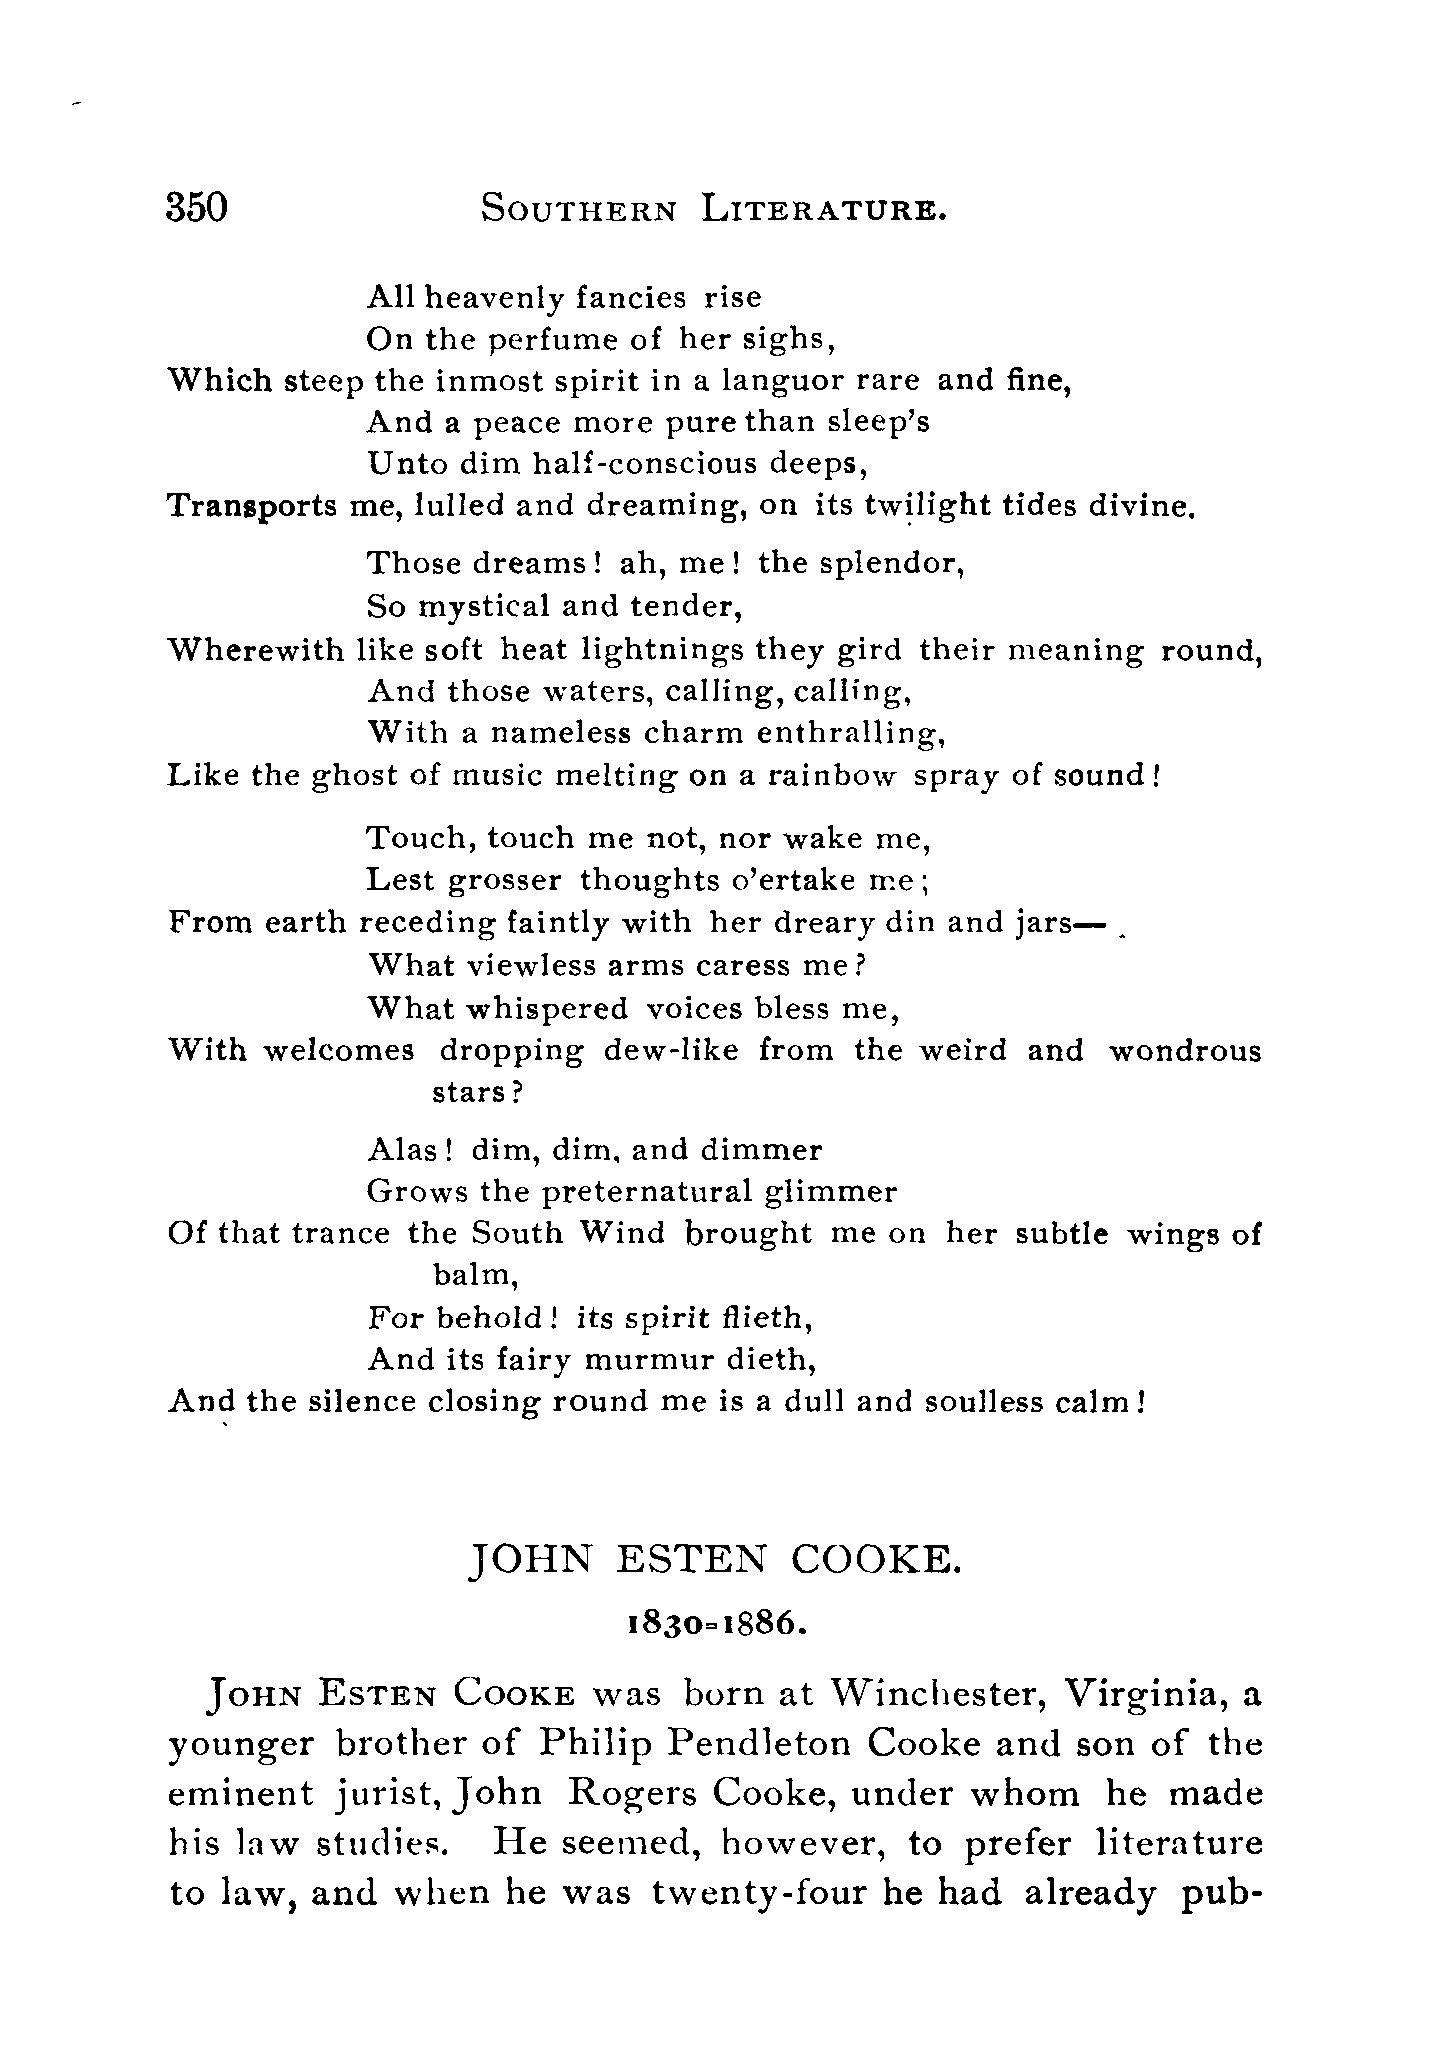 350 SOUTHERN LITERATURE.
All heavenly fancies rise
On the perfume of her sighs,
Which steep the inmost spirit in a languor rare and fine,
And a peace more pure than sleep's
Unto dim half-conscious deeps,
Transports me, lulled and dreaming, on its twilight tides divine.
Those dreams! ah, me! the splendor,
So mystical and tender,
Wherewith like soft heat lightnings they gird their meaning round,
And those waters, calling, calling,
With a nameless charm enthralling,
Like the ghost of music melting on a rainbow spray of sound!
Touch, touch me not, nor wake me,
Lest grosser thoughts o'ertake me;
From earth receding faintly with her dreary din and jars—
What viewless arms caress me?
What whispered voices bless me,
With welcomes dropping dew-like from the weird and wondrous
stars?
Alas! dim, dim, and dimmer
Grows the preternatural glimmer
Of that trance the South Wind brought me on her subtle wings of
balm,
For behold! its spirit flieth,
And its fairy murmur dieth,
And the silence closing round me is a dull and soulless calm!
JOHN ESTEN COOKE.
1830=1886.
JOHN ESTEN COOKE was born at Winchester, Virginia, a
younger brother of Philip Pendleton Cooke and son of the
eminent jurist, John Rogers Cooke, under whom he made
his law studies. He seemed, however, to prefer literature
to law, and when he was twenty-four he had already pub-